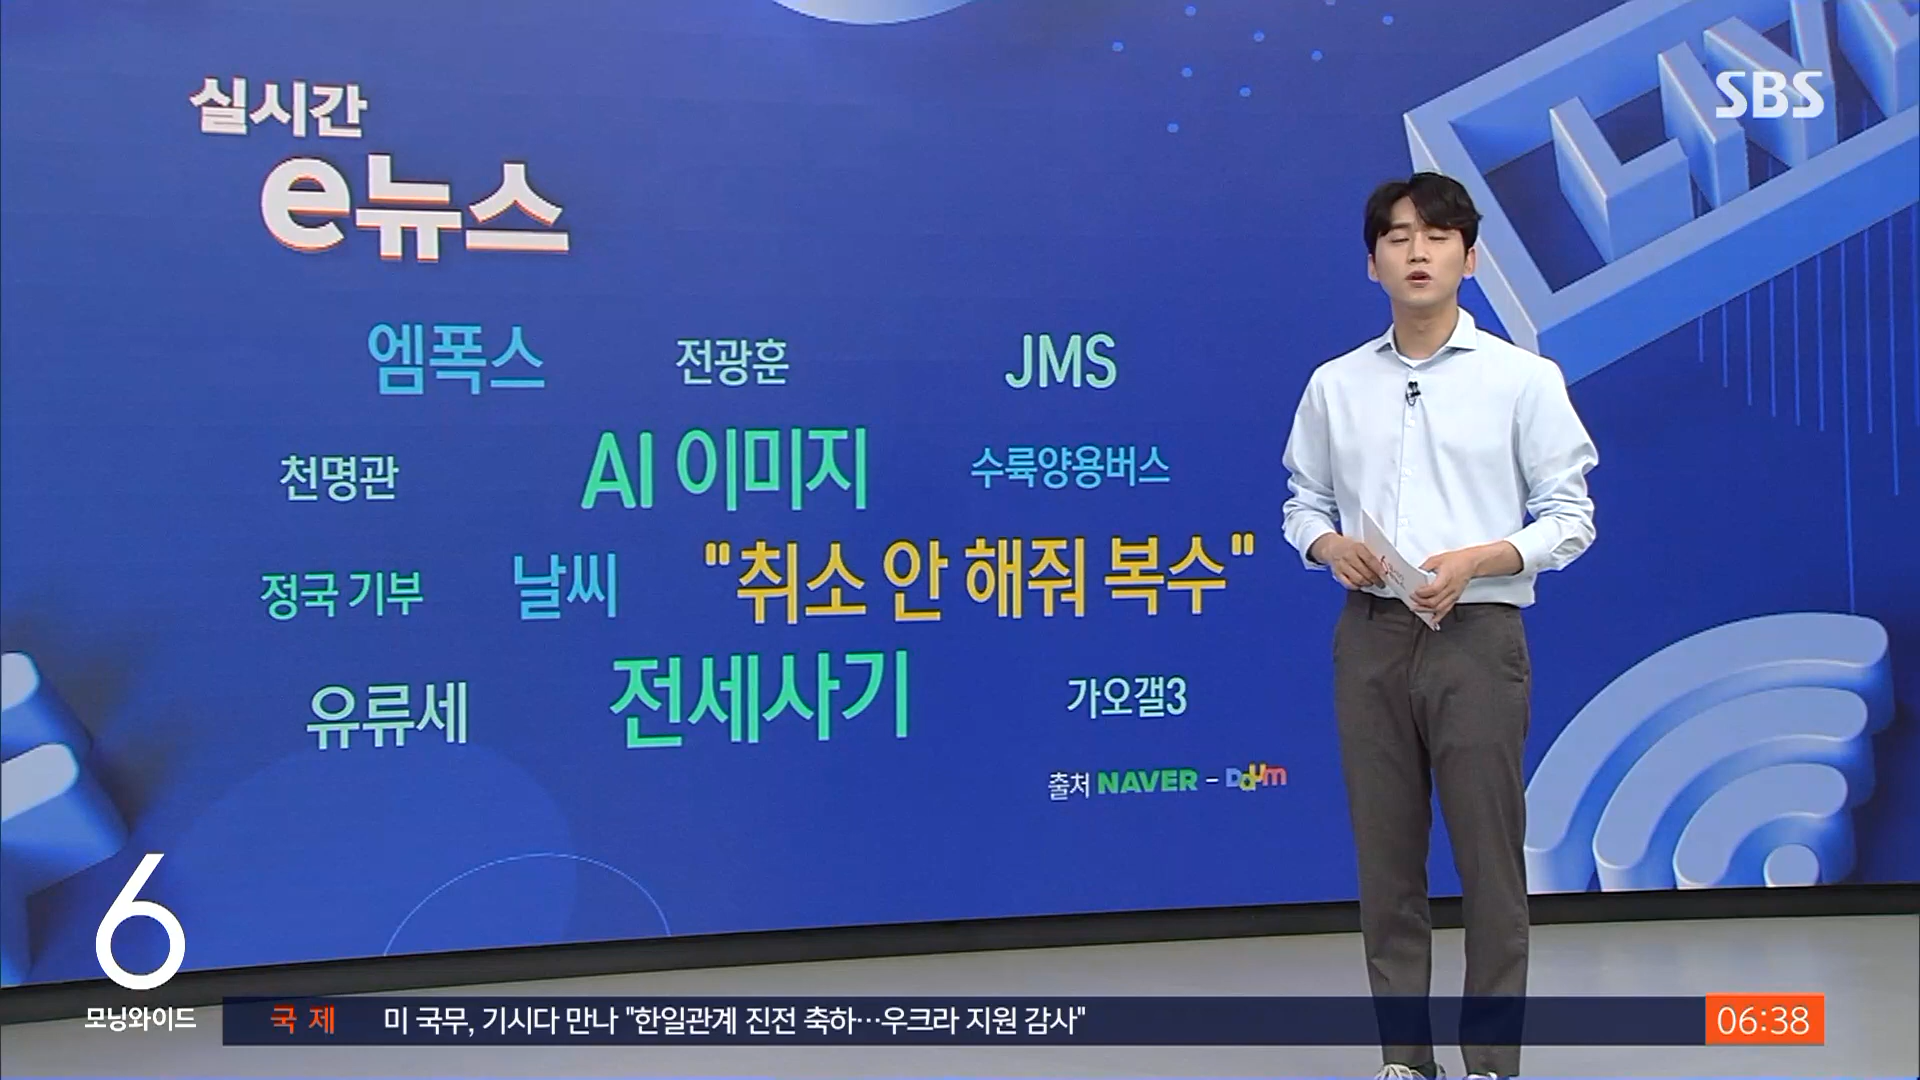 실시간
e뉴스
SBS
LIVE
엠폭스 전광훈 JMS
천명관 AI 이미지 수륙양용버스
정국 기부 날씨 "취소 안 해줘 복수"
유류세 전세사기 가오갤3
출처 NAVER - Daum
6
모닝와이드
국 제 미 국무, 기시다 만나 "한일관계 진전 축하…우크라 지원 감사" 06:38